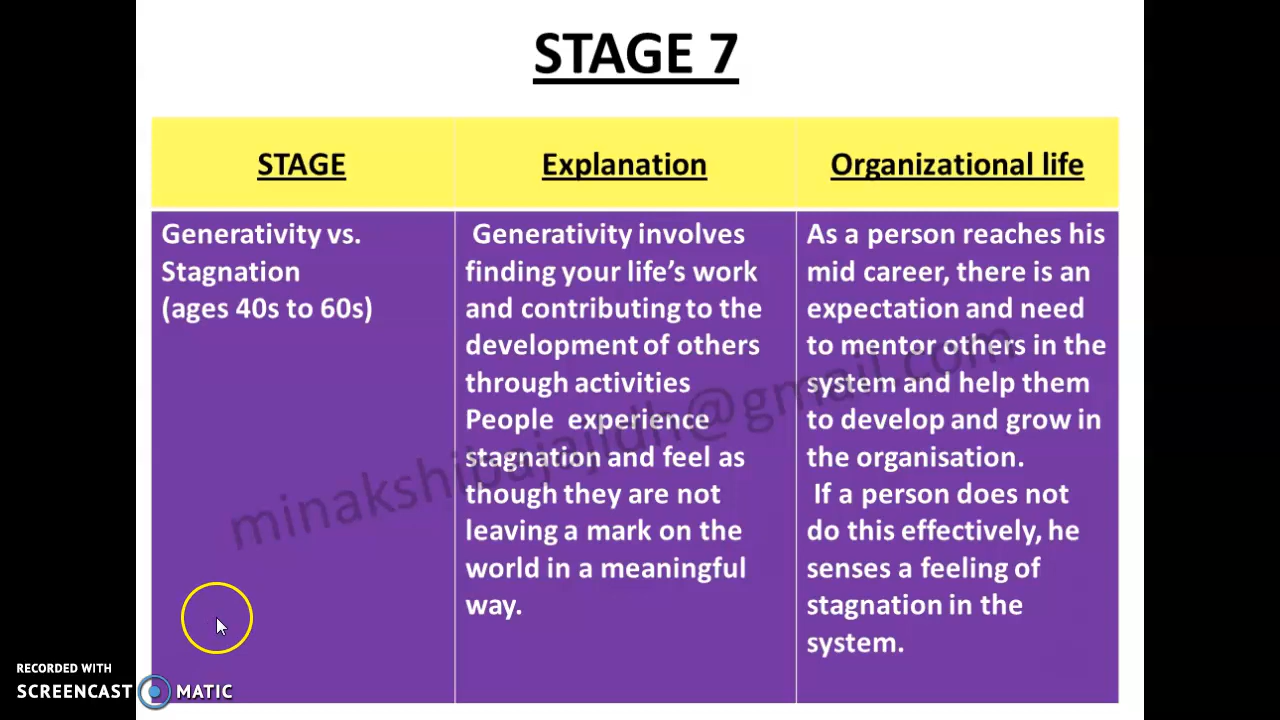 STAGE 7
STAGE
Explanation
Organizational life
Generativity vs.
Stagnation
(ages 40s to 60s)
Generativity involves
finding your life's work
and contributing to the
development of others
through activities
People experience
stagnation and feel as
though they are not
leaving a mark on the
world in a meaningful
way.
As a person reaches his
mid career, there is an
expectation and need
to mentor others in the
system and help them
to develop and grow in
the organisation.
If a person does not
do this effectively, he
senses a feeling of
stagnation in the
system.
minakshibajajidh@gmail.com
RECORDED WITH
SCREENCAST MATIC